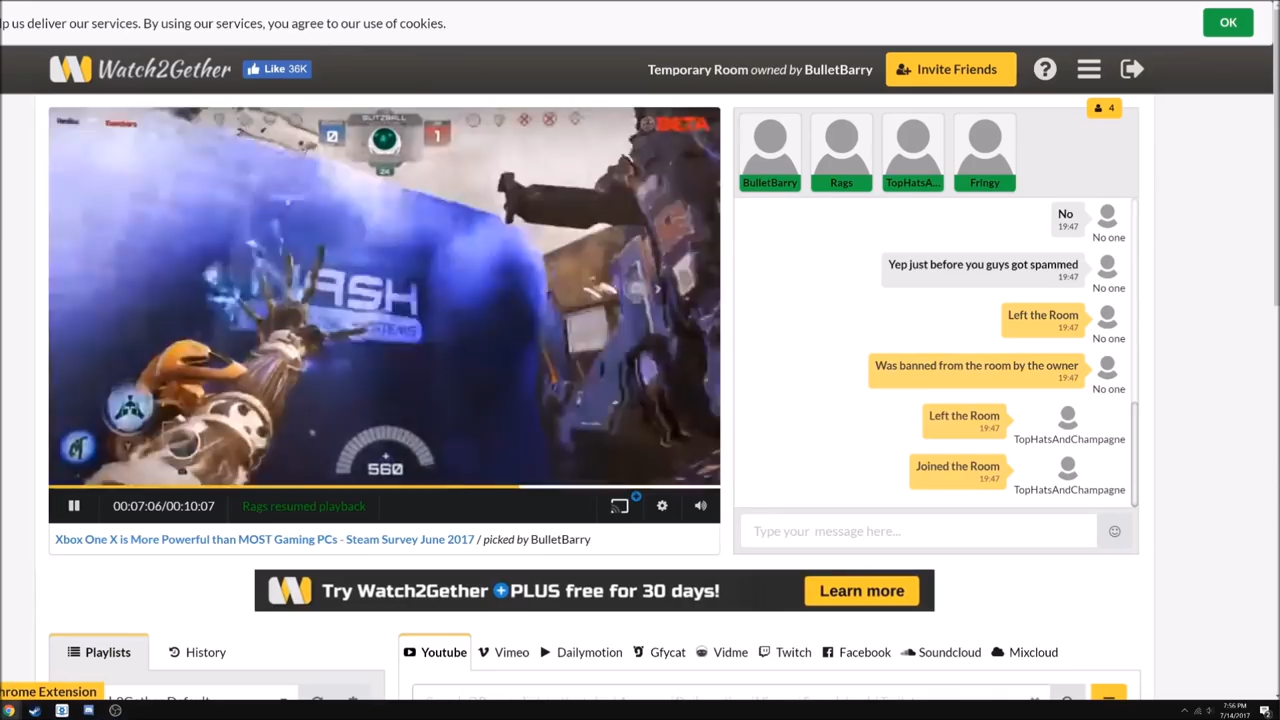 p us deliver our services. By using our services, you agree to our use of cookies.
OK
Watch2Gether
Like 36K
Temporary Room owned by BulletBarry
Invite Friends
BLITZBALL
0
1
BETA
560
4
BulletBarry
Rags
TopHatsA...
Fringy
No
19:47
No one
Yep just before you guys got spammed
19:47
No one
Left the Room
19:47
No one
Was banned from the room by the owner
19:47
No one
Left the Room
19:47
TopHatsAndChampagne
Joined the Room
19:47
TopHatsAndChampagne
00:07:06/00:10:07
Rags resumed playback
Type your message here...
Xbox One X is More Powerful than MOST Gaming PCs - Steam Survey June 2017 / picked by BulletBarry
Try Watch2Gether PLUS free for 30 days!
Learn more
Playlists
History
Youtube
Vimeo
Dailymotion
Gfycat
Vidme
Twitch
Facebook
Soundcloud
Mixcloud
hrome Extension
7:56 PM
7/14/2017